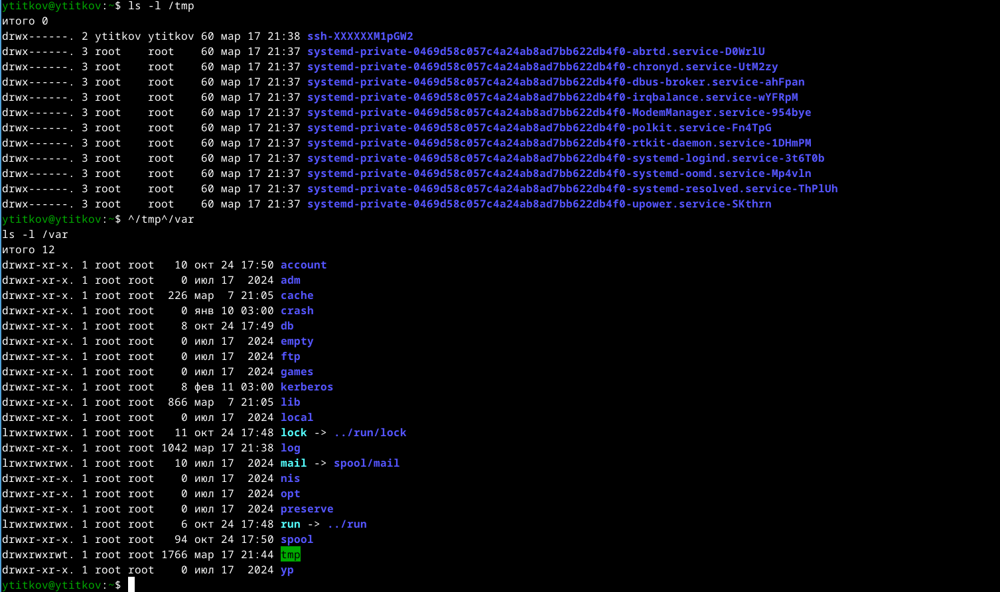 ytitkov@ytitkov:~$ ls -l /tmp
итого 0
drwx------. 2 ytitkov ytitkov 60 мар 17 21:38 ssh-XXXXXXM1pGW2
drwx------. 3 root    root    60 мар 17 21:37 systemd-private-0469d58c057c4a24ab8ad7bb622db4f0-abrtd.service-D0WrlU
drwx------. 3 root    root    60 мар 17 21:37 systemd-private-0469d58c057c4a24ab8ad7bb622db4f0-chronyd.service-UtM2zy
drwx------. 3 root    root    60 мар 17 21:37 systemd-private-0469d58c057c4a24ab8ad7bb622db4f0-dbus-broker.service-ahFpan
drwx------. 3 root    root    60 мар 17 21:37 systemd-private-0469d58c057c4a24ab8ad7bb622db4f0-irqbalance.service-wYFRpM
drwx------. 3 root    root    60 мар 17 21:37 systemd-private-0469d58c057c4a24ab8ad7bb622db4f0-ModemManager.service-954bye
drwx------. 3 root    root    60 мар 17 21:37 systemd-private-0469d58c057c4a24ab8ad7bb622db4f0-polkit.service-Fn4TpG
drwx------. 3 root    root    60 мар 17 21:37 systemd-private-0469d58c057c4a24ab8ad7bb622db4f0-rtkit-daemon.service-1DHmPM
drwx------. 3 root    root    60 мар 17 21:37 systemd-private-0469d58c057c4a24ab8ad7bb622db4f0-systemd-logind.service-3t6T0b
drwx------. 3 root    root    60 мар 17 21:37 systemd-private-0469d58c057c4a24ab8ad7bb622db4f0-systemd-oomd.service-Mp4vln
drwx------. 3 root    root    60 мар 17 21:37 systemd-private-0469d58c057c4a24ab8ad7bb622db4f0-systemd-resolved.service-ThPlUh
drwx------. 3 root    root    60 мар 17 21:37 systemd-private-0469d58c057c4a24ab8ad7bb622db4f0-upower.service-SKthrn
ytitkov@ytitkov:~$ ^/tmp^/var
ls -l /var
итого 12
drwxr-xr-x. 1 root root   10 окт 24 17:50 account
drwxr-xr-x. 1 root root    0 июл 17  2024 adm
drwxr-xr-x. 1 root root  226 мар  7 21:05 cache
drwxr-xr-x. 1 root root    0 янв 10 03:00 crash
drwxr-xr-x. 1 root root    8 окт 24 17:49 db
drwxr-xr-x. 1 root root    0 июл 17  2024 empty
drwxr-xr-x. 1 root root    0 июл 17  2024 ftp
drwxr-xr-x. 1 root root    0 июл 17  2024 games
drwxr-xr-x. 1 root root    8 фев 11 03:00 kerberos
drwxr-xr-x. 1 root root  866 мар  7 21:05 lib
drwxr-xr-x. 1 root root    0 июл 17  2024 local
lrwxrwxrwx. 1 root root   11 окт 24 17:48 lock -> ../run/lock
drwxr-xr-x. 1 root root 1042 мар 17 21:38 log
lrwxrwxrwx. 1 root root   10 июл 17  2024 mail -> spool/mail
drwxr-xr-x. 1 root root    0 июл 17  2024 nis
drwxr-xr-x. 1 root root    0 июл 17  2024 opt
drwxr-xr-x. 1 root root    0 июл 17  2024 preserve
lrwxrwxrwx. 1 root root    6 окт 24 17:48 run -> ../run
drwxr-xr-x. 1 root root   94 окт 24 17:50 spool
drwxrwxrwt. 1 root root 1766 мар 17 21:44 tmp
drwxr-xr-x. 1 root root    0 июл 17  2024 yp
ytitkov@ytitkov:~$